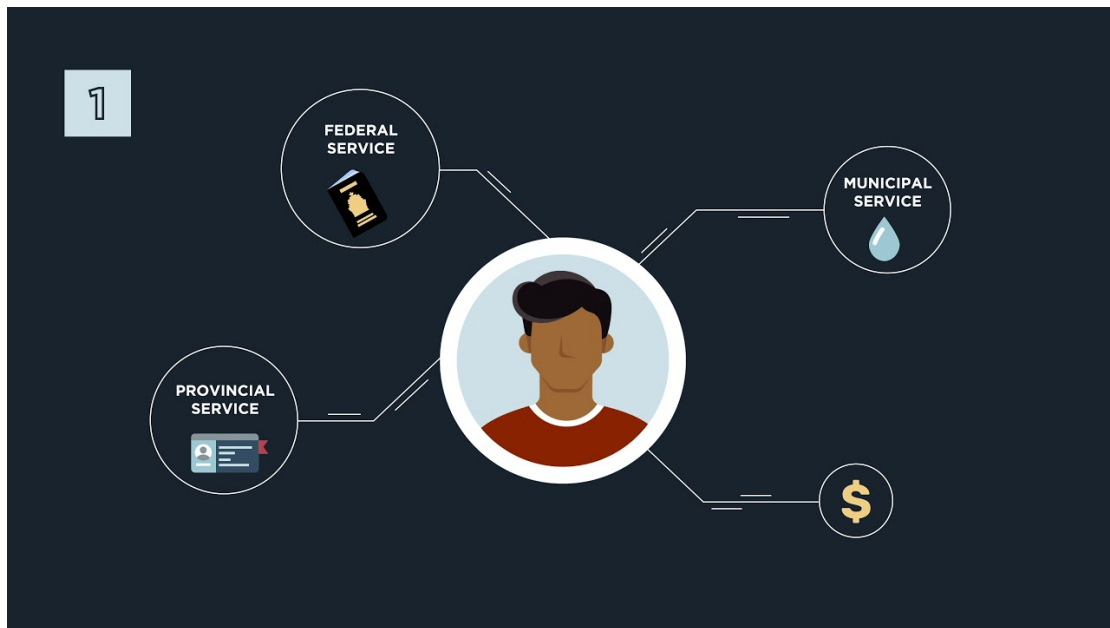 1
FEDERAL
SERVICE
MUNICIPAL
SERVICE
PROVINCIAL
SERVICE
$